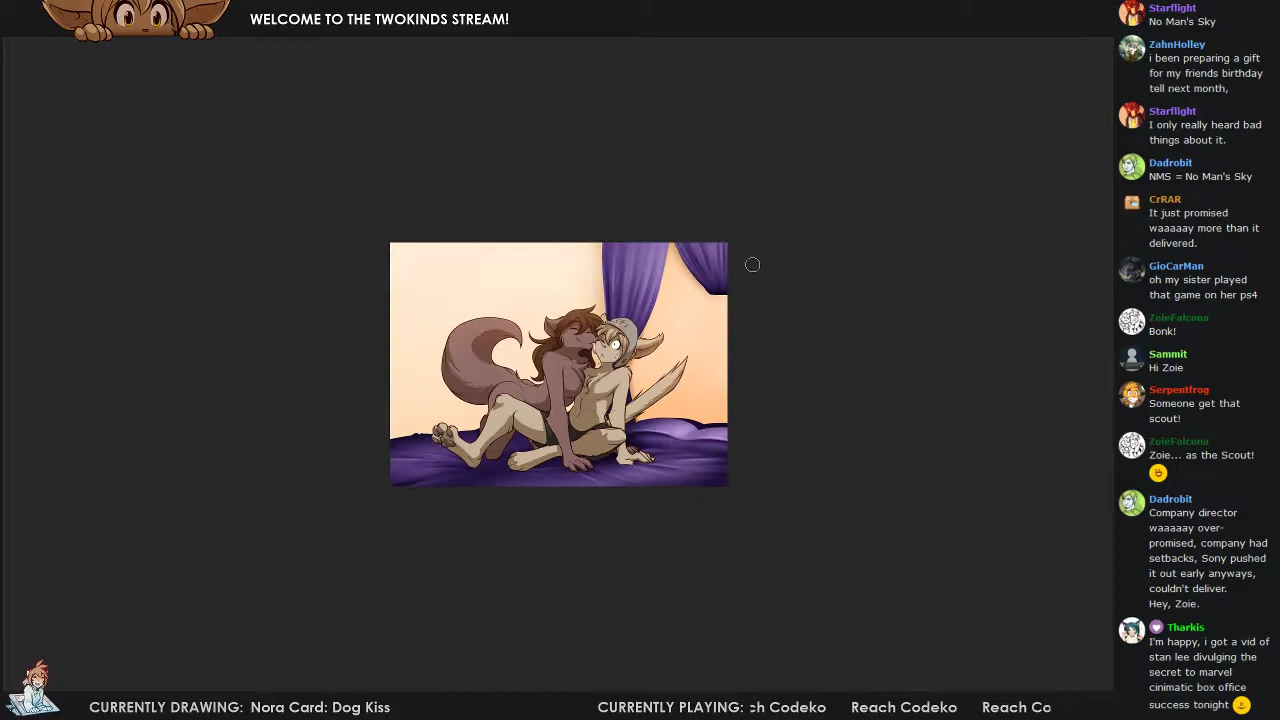 WELCOME TO THE TWOKINDS STREAM!
Starflight
No Man's Sky
ZahnHolley
i been preparing a gift
for my friends birthday
tell next month,
Starflight
I only really heard bad
things about it.
Dadrobit
NMS = No Man's Sky
CrRAR
It just promised
waaaaay more than it
delivered.
GioCarMan
oh my sister played
that game on her ps4
ZoieFalcona
Bonk!
Sammit
Hi Zoie
Serpentfrog
Someone get that
scout!
ZoieFalcona
Zoie... as the Scout!
Dadrobit
Company director
waaaaay over-
promised, company had
setbacks, Sony pushed
it out early anyways,
couldn't deliver.
Hey, Zoie.
Tharkis
I'm happy, i got a vid of
stan lee divulging the
secret to marvel
cinimatic box office
success tonight
CURRENTLY DRAWING: Nora Card: Dog Kiss
CURRENTLY PLAYING: ch Codeko Reach Codeko Reach Co